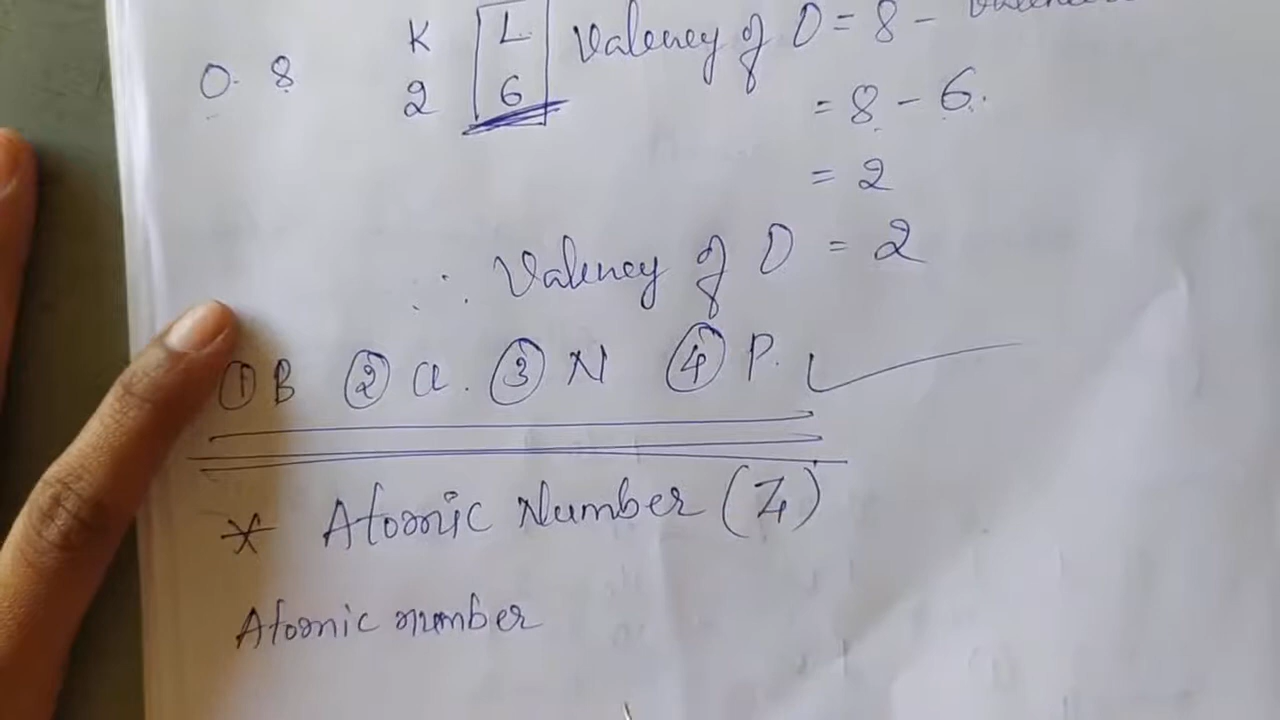 K L Valency of O = 8 -
O. 8 2 6 = 8 - 6.
= 2
∴ Valency of O = 2
① B ② Cl. ③ N ④ P.
* Atomic Number (Z)
Atomic number